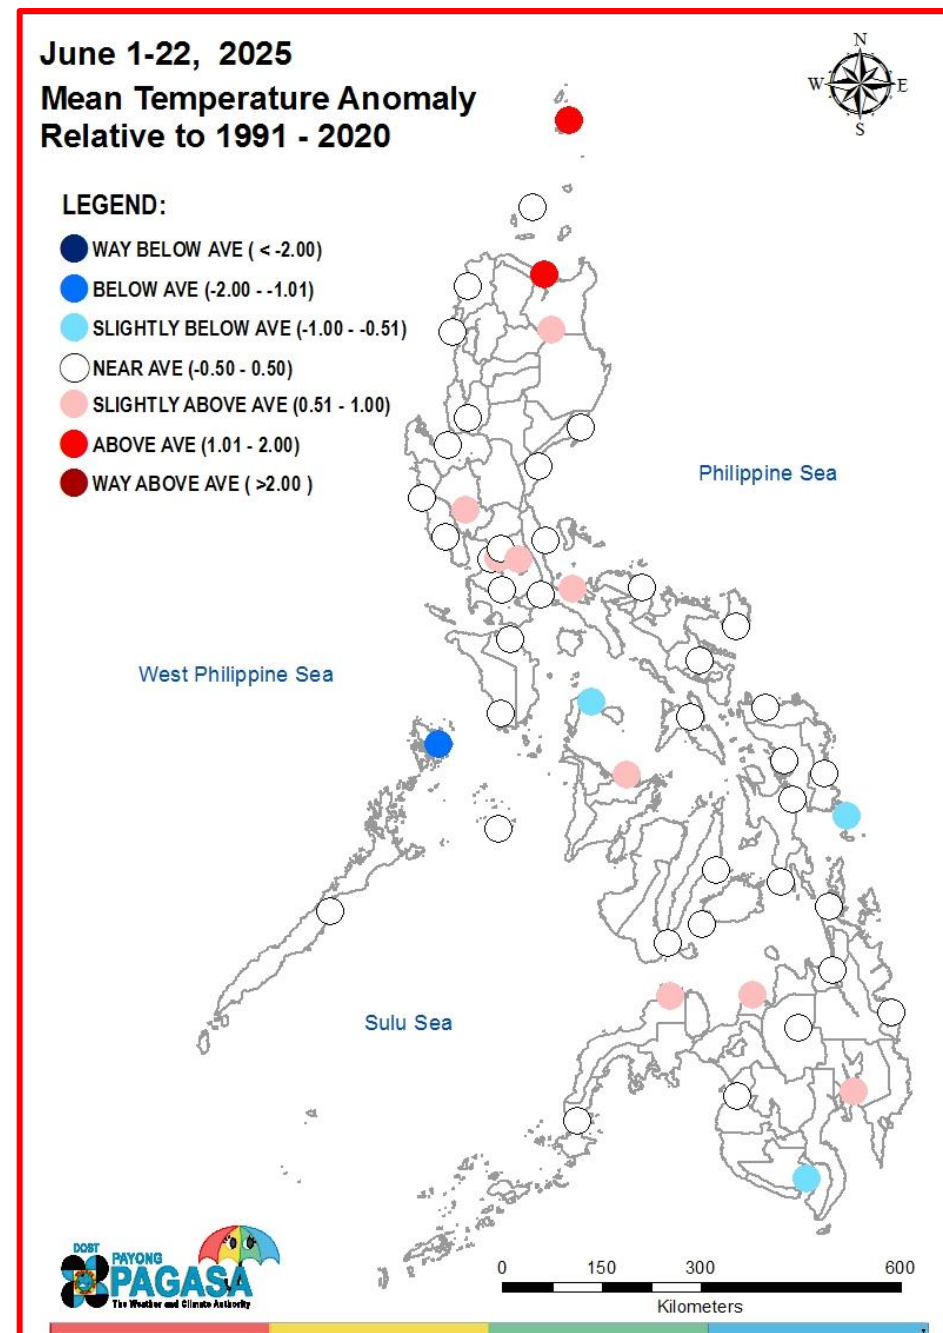 June 1-22, 2025
Mean Temperature Anomaly
Relative to 1991 - 2020
N
W E
S
LEGEND:
WAY BELOW AVE ( < -2.00)
BELOW AVE (-2.00 - -1.01)
SLIGHTLY BELOW AVE (-1.00 - -0.51)
NEAR AVE (-0.50 - 0.50)
SLIGHTLY ABOVE AVE (0.51 - 1.00)
ABOVE AVE (1.01 - 2.00)
WAY ABOVE AVE ( >2.00 )
Philippine Sea
West Philippine Sea
Sulu Sea
DOST
PAYONG
PAGASA
The Weather and Climate Authority
0 150 300 600
Kilometers